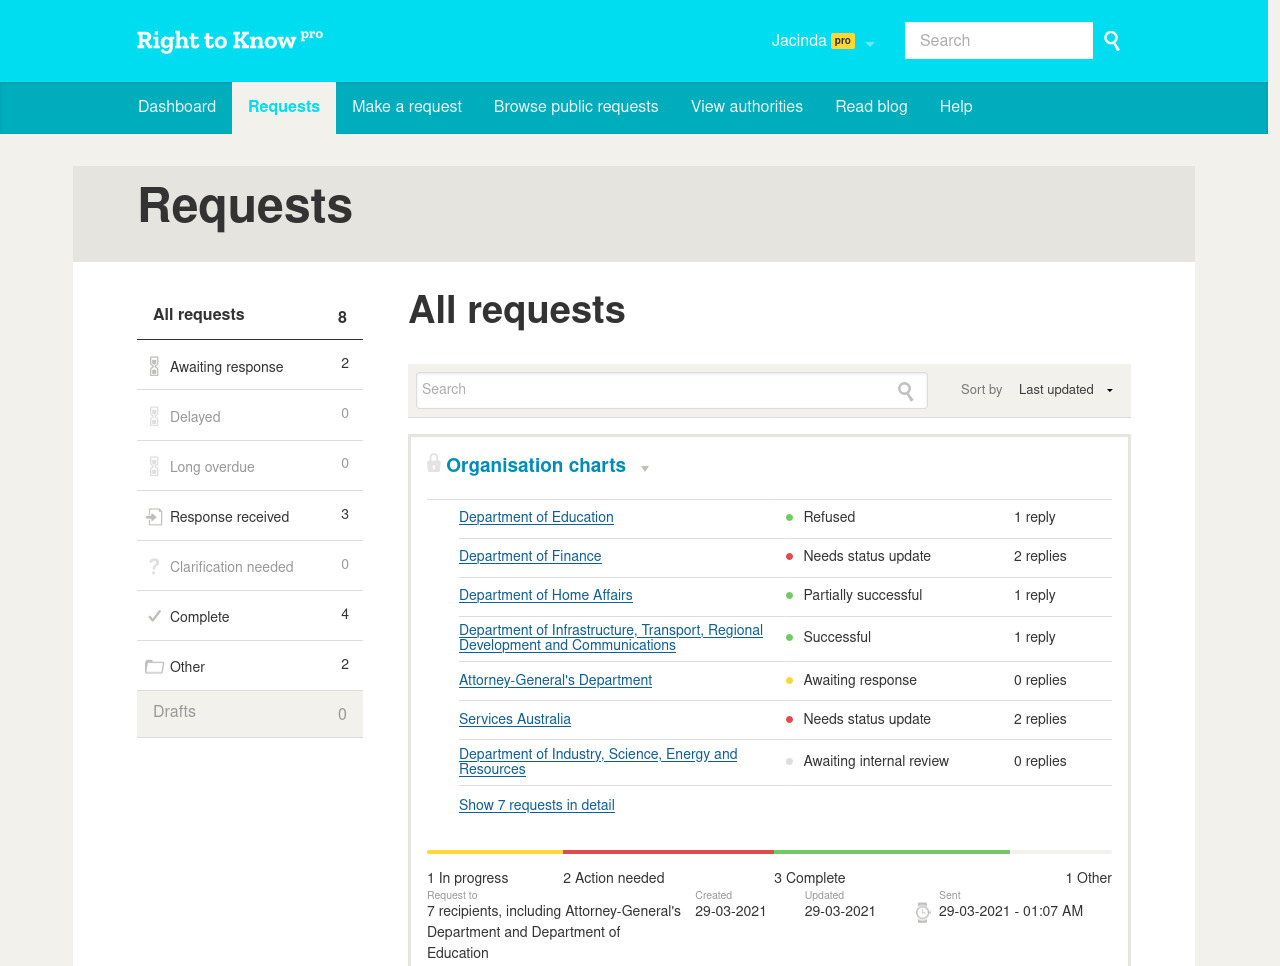 Right to Know pro
Jacinda pro
Search
Dashboard Requests Make a request Browse public requests View authorities Read blog Help
Requests
All requests 8
Awaiting response 2
Delayed 0
Long overdue 0
Response received 3
Clarification needed 0
Complete 4
Other 2
Drafts 0
All requests
Search Sort by Last updated
Organisation charts
Department of Education Refused 1 reply
Department of Finance Needs status update 2 replies
Department of Home Affairs Partially successful 1 reply
Department of Infrastructure, Transport, Regional
Development and Communications Successful 1 reply
Attorney-General's Department Awaiting response 0 replies
Services Australia Needs status update 2 replies
Department of Industry, Science, Energy and
Resources Awaiting internal review 0 replies
Show 7 requests in detail
1 In progress 2 Action needed 3 Complete 1 Other
Request to Created Updated Sent
7 recipients, including Attorney-General's 29-03-2021 29-03-2021 29-03-2021 - 01:07 AM
Department and Department of
Education